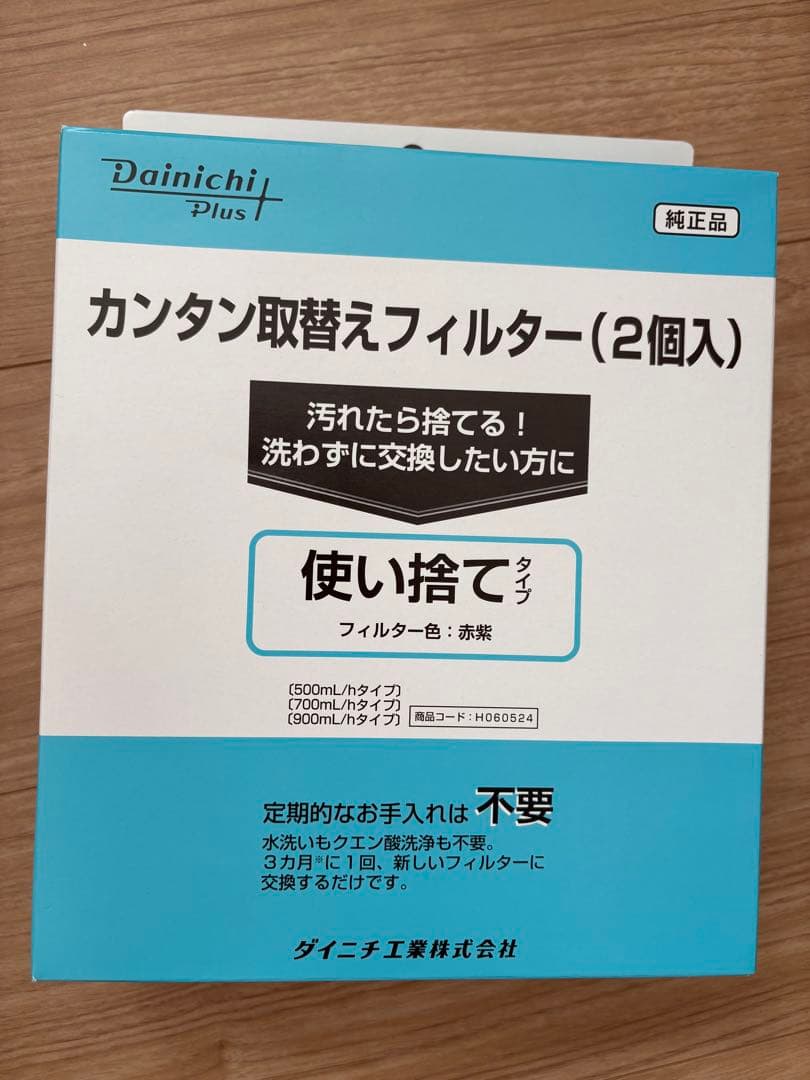 Dainichi
Plus
純正品
カンタン取替えフィルター(2個入)
汚れたら捨てる!
洗わずに交換したい方に
使い捨てタイプ
フィルター色:赤紫
〔500mL/hタイプ〕
〔700mL/hタイプ〕
〔900mL/hタイプ〕
商品コード:H060524
定期的なお手入れは不要
水洗いもクエン酸洗浄も不要。
3カ月※に1回、新しいフィルターに
交換するだけです。
ダイニチ工業株式会社